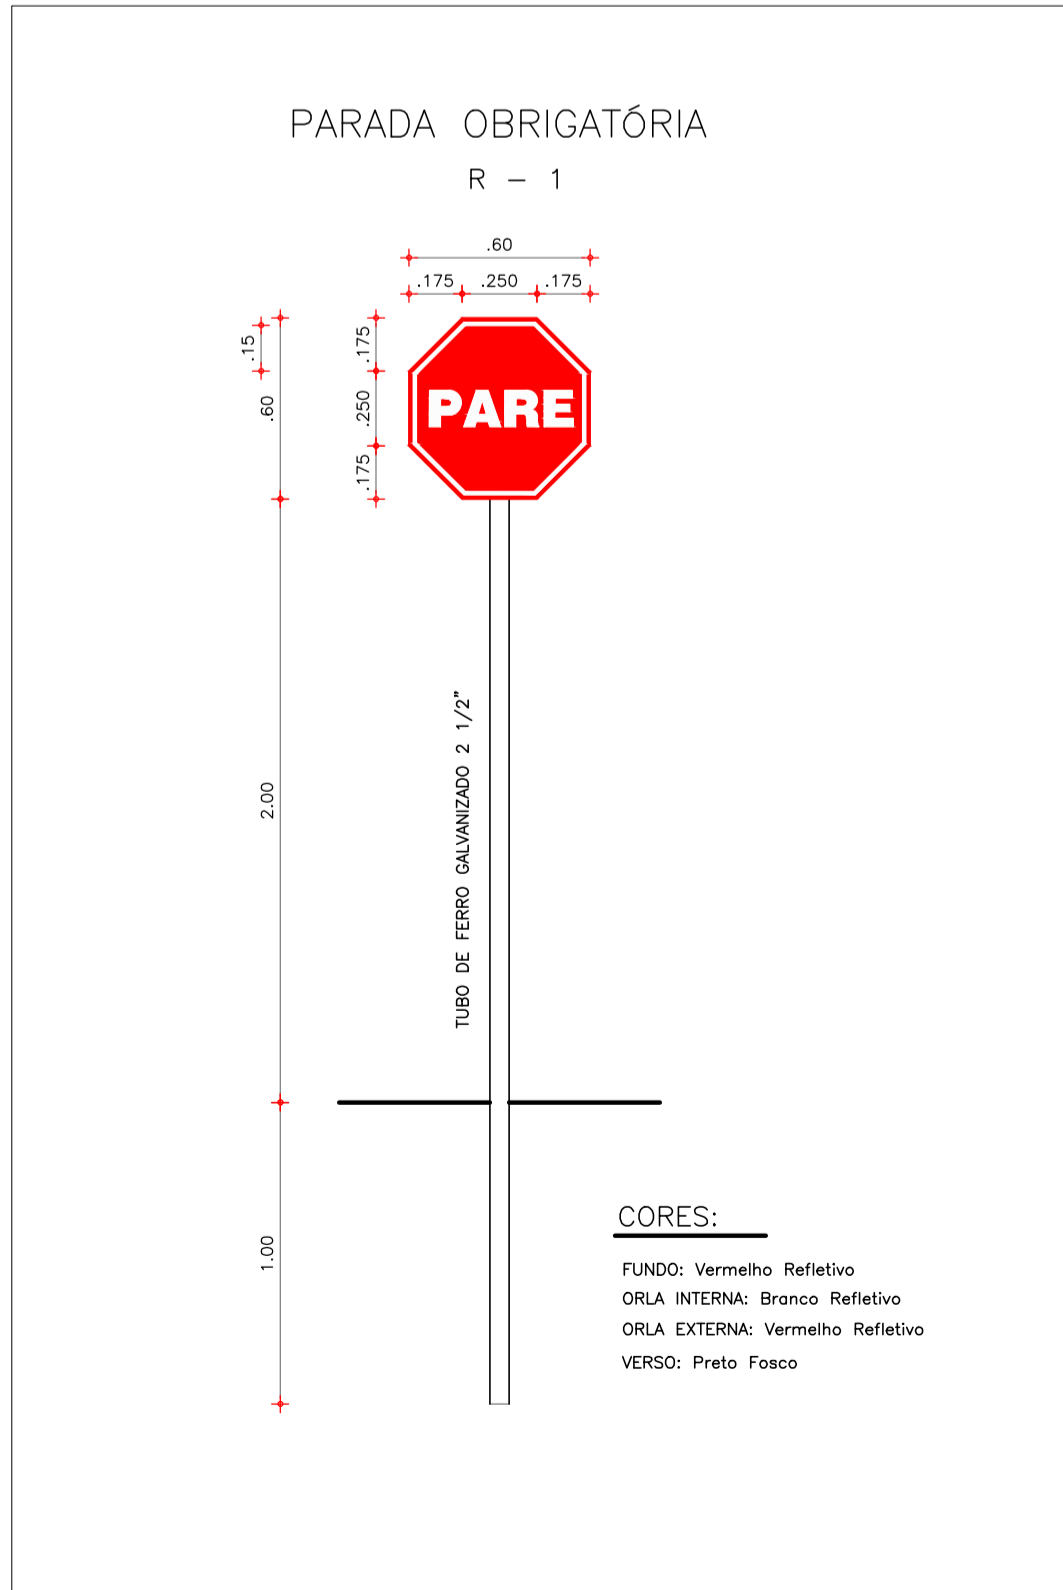 PARADA OBRIGATÓRIA
R - 1
.60
.175 .250 .175
.15
.60
.175
.250
.175
PARE
TUBO DE FERRO GALVANIZADO 2 1/2"
2.00
1.00
CORES:
FUNDO: Vermelho Refletivo
ORLA INTERNA: Branco Refletivo
ORLA EXTERNA: Vermelho Refletivo
VERSO: Preto Fosco